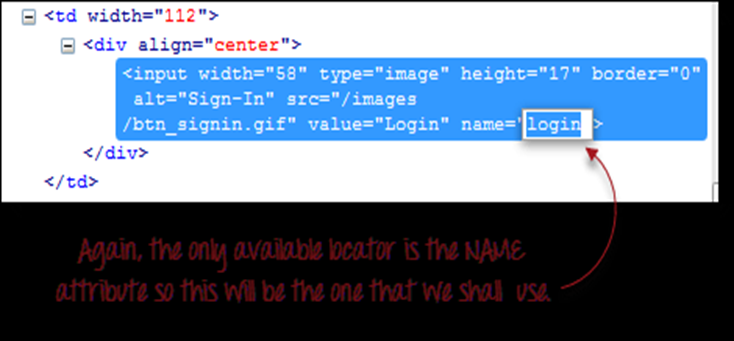 <td width="112">
<div align="center">
<input width="58" type="image" height="17" border="0"
alt="Sign-In" src="/images
/btn_signin.gif" value="Login" name="login >
</div>
</td>
Again, the only available locator is the NAME
attribute so this will be the one that we shall use.